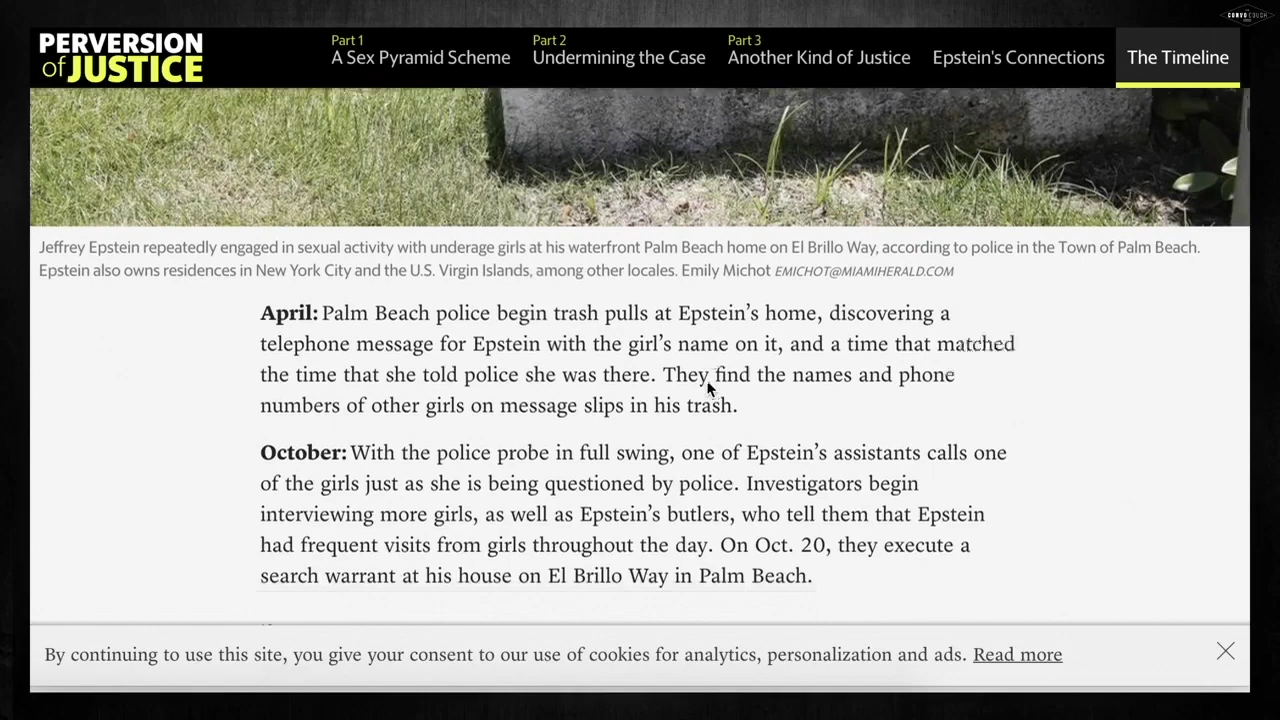 CONVO COUCH
PERVERSION
of JUSTICE
Part 1
A Sex Pyramid Scheme
Part 2
Undermining the Case
Part 3
Another Kind of Justice
Epstein's Connections
The Timeline
Jeffrey Epstein repeatedly engaged in sexual activity with underage girls at his waterfront Palm Beach home on El Brillo Way, according to police in the Town of Palm Beach.
Epstein also owns residences in New York City and the U.S. Virgin Islands, among other locales. Emily Michot EMICHOT@MIAMIHERALD.COM
April: Palm Beach police begin trash pulls at Epstein’s home, discovering a
telephone message for Epstein with the girl’s name on it, and a time that matched
the time that she told police she was there. They find the names and phone
numbers of other girls on message slips in his trash.
October: With the police probe in full swing, one of Epstein’s assistants calls one
of the girls just as she is being questioned by police. Investigators begin
interviewing more girls, as well as Epstein’s butlers, who tell them that Epstein
had frequent visits from girls throughout the day. On Oct. 20, they execute a
search warrant at his house on El Brillo Way in Palm Beach.
By continuing to use this site, you give your consent to our use of cookies for analytics, personalization and ads. Read more